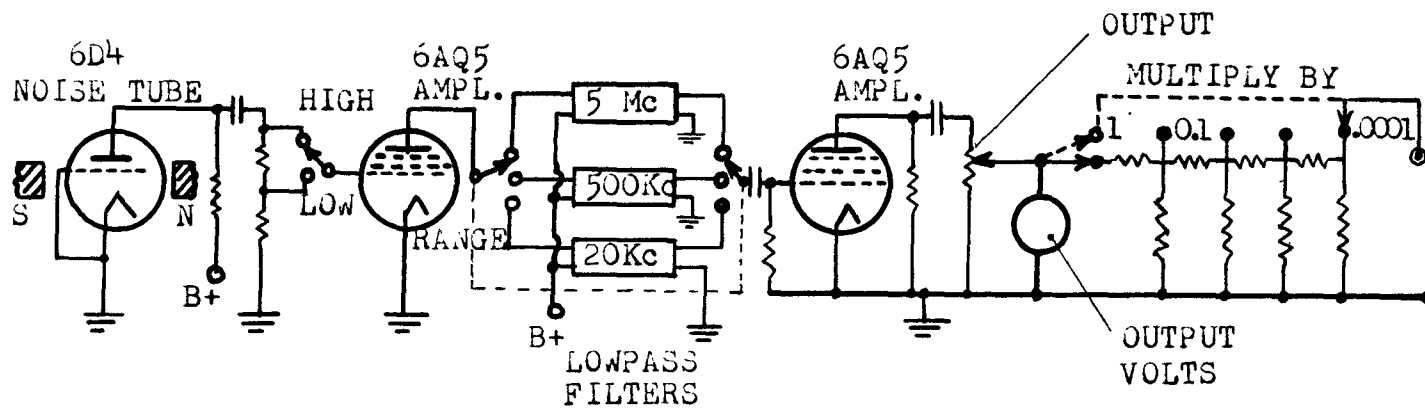 6D4
NOISE TUBE
S
N
B+
HIGH
LOW
6AQ5
AMPL.
RANGE
5 Mc
500Kc
20Kc
B+
LOWPASS
FILTERS
6AQ5
AMPL.
OUTPUT
MULTIPLY BY
1
0.1
.0001
OUTPUT
VOLTS